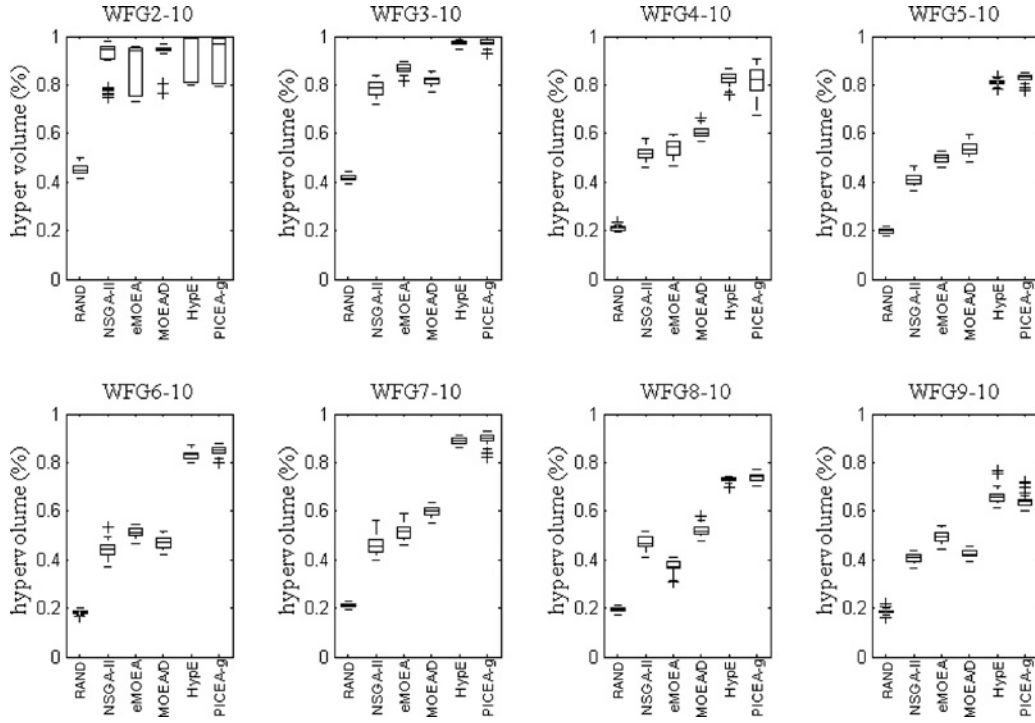 WFG2-10
hyper volume (%)
1
0.8
0.6
0.4
0.2
0
RAND
NSGA-II
eMOEA
MOEA/D
HypE
PICEA-g
WFG3-10
hypervolume (%)
1
0.8
0.6
0.4
0.2
0
RAND
NSGA-II
eMOEA
MOEA/D
HypE
PICEA-g
WFG4-10
hypervolume (%)
1
0.8
0.6
0.4
0.2
0
RAND
NSGA-II
eMOEA
MOEA/D
HypE
PICEA-g
WFG5-10
hypervolume (%)
1
0.8
0.6
0.4
0.2
0
RAND
NSGA-II
eMOEA
MOEA/D
HypE
PICEA-g
WFG6-10
hypervolume (%)
1
0.8
0.6
0.4
0.2
0
RAND
NSGA-II
eMOEA
MOEA/D
HypE
PICEA-g
WFG7-10
hypervolume (%)
1
0.8
0.6
0.4
0.2
0
RAND
NSGA-II
eMOEA
MOEA/D
HypE
PICEA-g
WFG8-10
hypervolume (%)
1
0.8
0.6
0.4
0.2
0
RAND
NSGA-II
eMOEA
MOEA/D
HypE
PICEA-g
WFG9-10
hypervolume (%)
1
0.8
0.6
0.4
0.2
0
RAND
NSGA-II
eMOEA
MOEA/D
HypE
PICEA-g